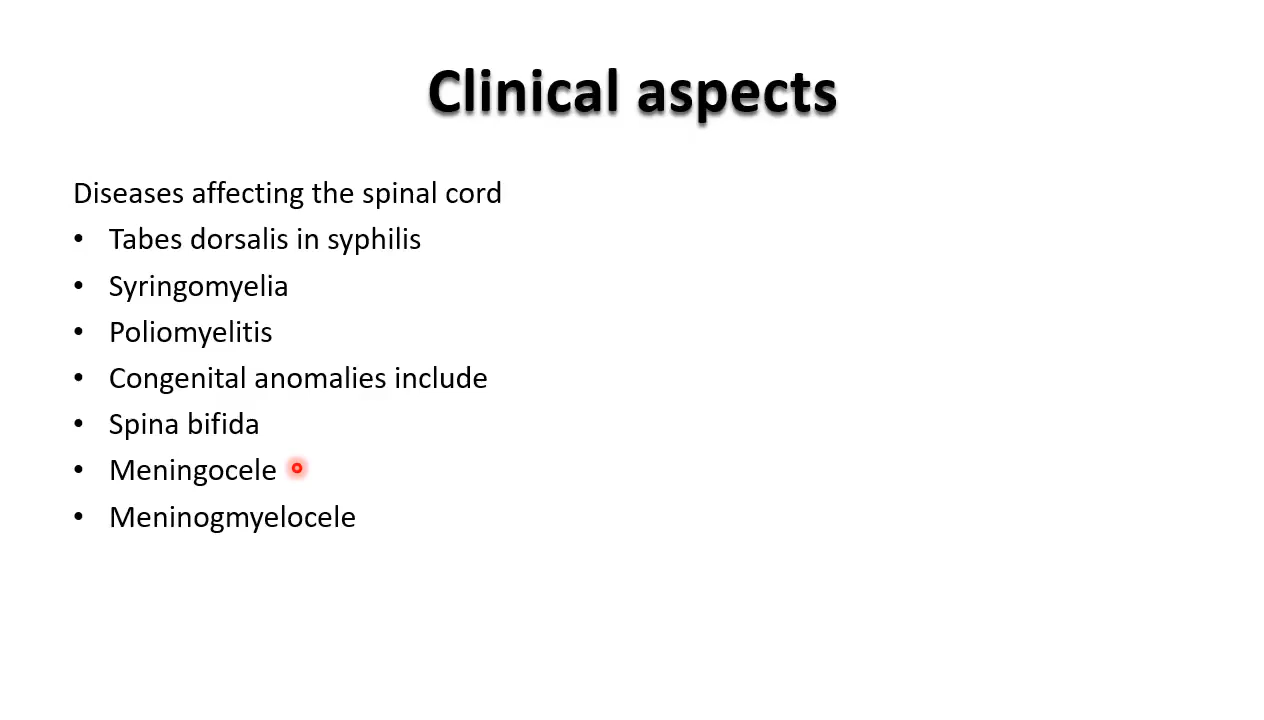 Clinical aspects
Diseases affecting the spinal cord
• Tabes dorsalis in syphilis
• Syringomyelia
• Poliomyelitis
• Congenital anomalies include
• Spina bifida
• Meningocele
• Meninogmyelocele